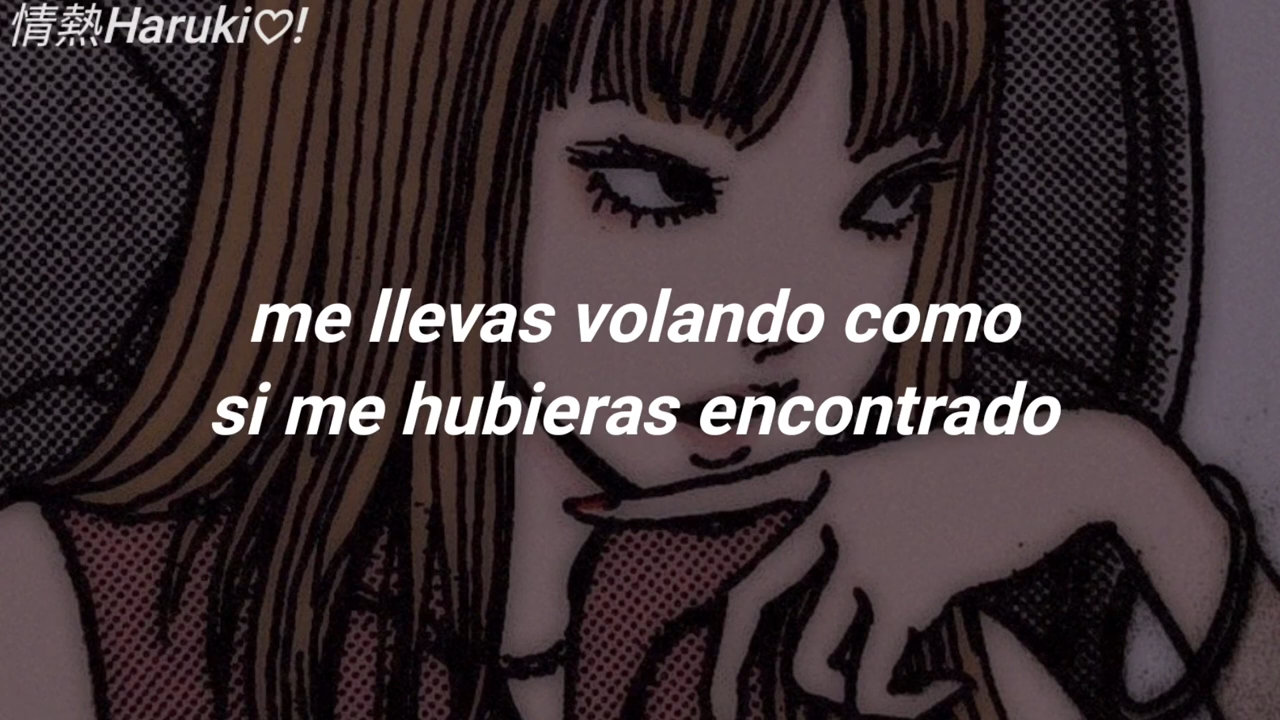 情熱Haruki♡!
me llevas volando como
si me hubieras encontrado